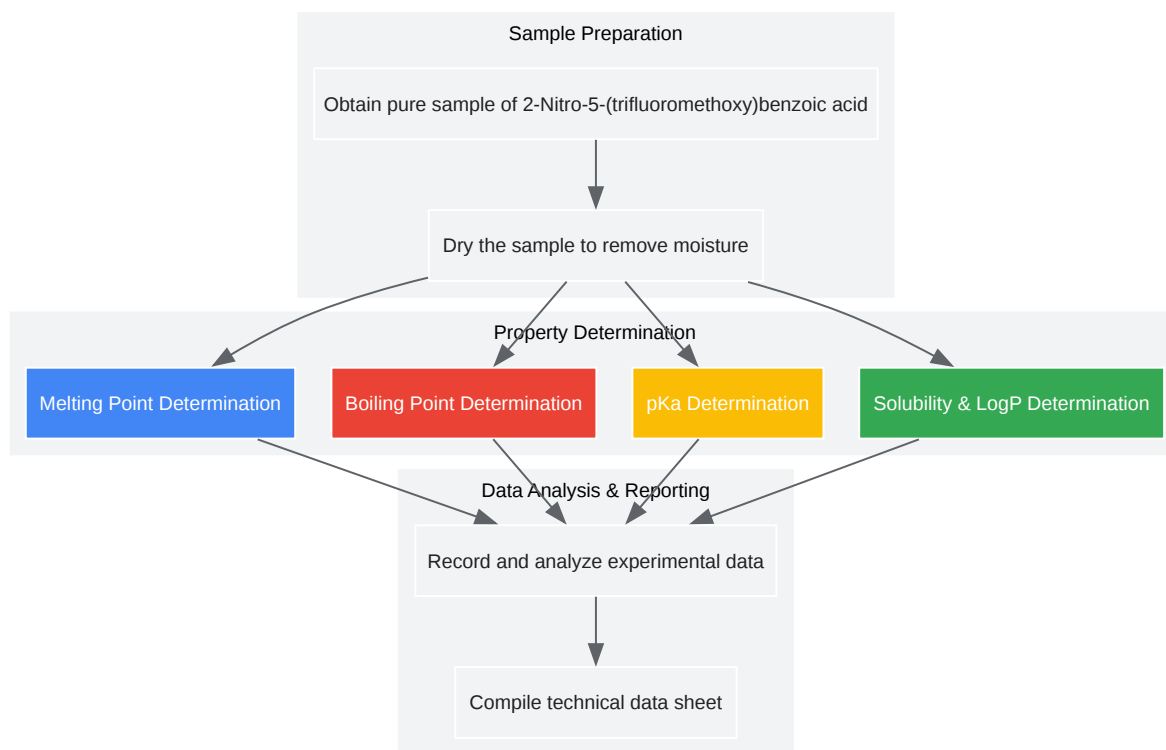 Sample Preparation
Obtain pure sample of 2-Nitro-5-(trifluoromethoxy)benzoic acid
Dry the sample to remove moisture
Property Determination
Melting Point Determination
Boiling Point Determination
pKa Determination
Solubility & LogP Determination
Data Analysis & Reporting
Record and analyze experimental data
Compile technical data sheet